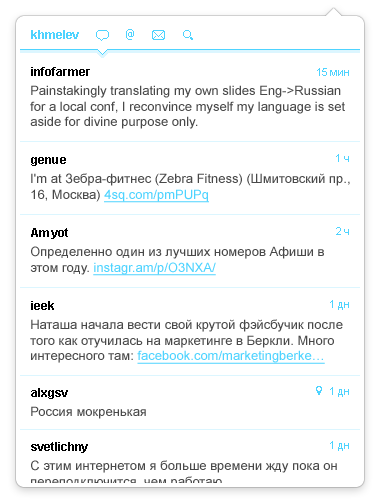 khmelev @
infofarmer 15 мин
Painstakingly translating my own slides Eng->Russian
for a local conf, I reconvince myself my language is set
aside for divine purpose only.
genue 1 ч
I'm at Зебра-фитнес (Zebra Fitness) (Шмитовский пр.,
16, Москва) 4sq.com/pmPUPq
Amyot 2 ч
Определенно один из лучших номеров Афиши в
этом году. instagr.am/p/O3NXA/
ieek 1 дн
Наташа начала вести свой крутой фэйсбучик после
того как отучилась на маркетинге в Беркли. Много
интересного там: facebook.com/marketingberke…
alxgsv 1 дн
Россия мокренькая
svetlichny 1 дн
С этим интернетом я больше времени жду пока он
переподключится, чем работаю